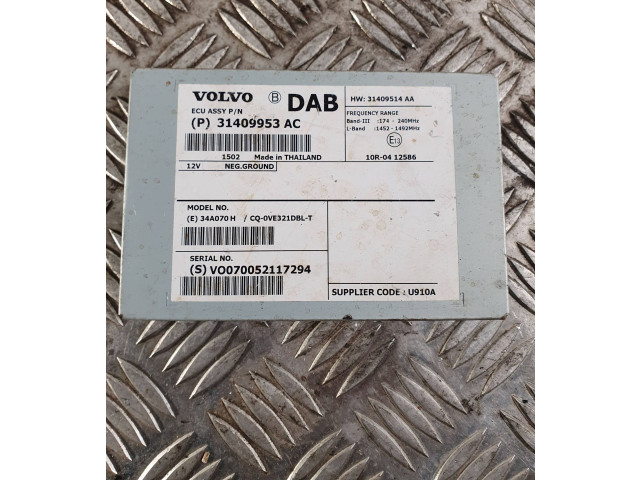 VOLVO B DAB
ECU ASSY P/N
(P) 31409953 AC
1502 Made in THAILAND
12V NEG.GROUND
HW: 31409514 AA
FREQUENCY RANGE
Band-III :174 - 240MHz
L-Band :1452 - 1492MHz
E13
10R-04 12586
MODEL NO.
(E) 34A070 H / CQ-0VE321DBL-T
SERIAL NO.
(S) VO070052117294
SUPPLIER CODE : U910A